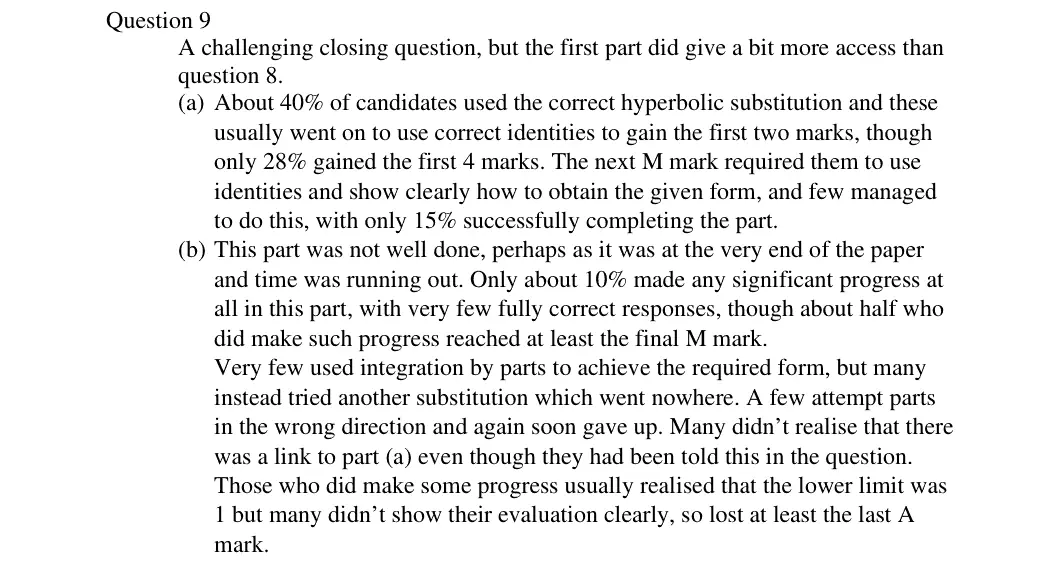 Question 9
A challenging closing question, but the first part did give a bit more access than
question 8.
(a) About 40% of candidates used the correct hyperbolic substitution and these
usually went on to use correct identities to gain the first two marks, though
only 28% gained the first 4 marks. The next M mark required them to use
identities and show clearly how to obtain the given form, and few managed
to do this, with only 15% successfully completing the part.
(b) This part was not well done, perhaps as it was at the very end of the paper
and time was running out. Only about 10% made any significant progress at
all in this part, with very few fully correct responses, though about half who
did make such progress reached at least the final M mark.
Very few used integration by parts to achieve the required form, but many
instead tried another substitution which went nowhere. A few attempt parts
in the wrong direction and again soon gave up. Many didn’t realise that there
was a link to part (a) even though they had been told this in the question.
Those who did make some progress usually realised that the lower limit was
1 but many didn’t show their evaluation clearly, so lost at least the last A
mark.